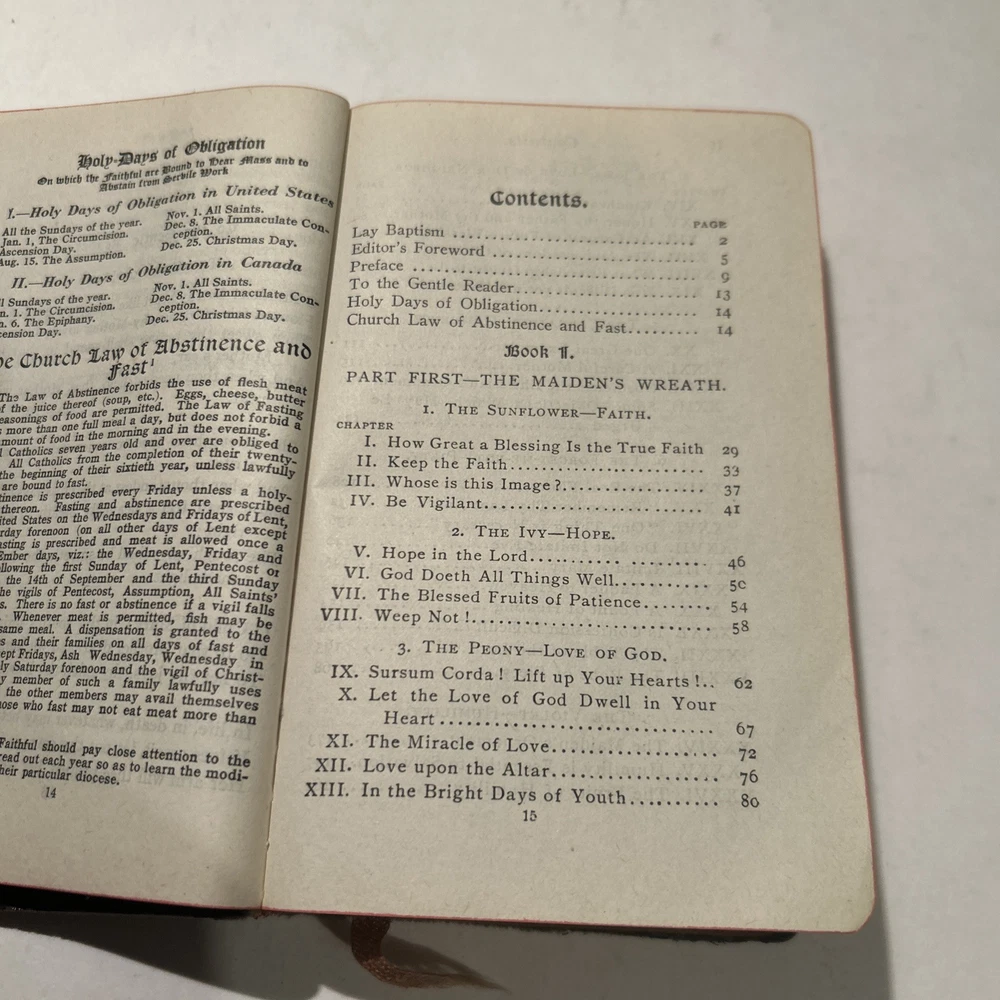 Holy-Days of Obligation
On which the Faithful are Bound to Hear Mass and to
Abstain from Servile Work
I.—Holy Days of Obligation in United States
All the Sundays of the year.
Jan. 1, The Circumcision.
Ascension Day.
Aug. 15. The Assumption.
Nov. 1. All Saints.
Dec. 8. The Immaculate Con-
ception.
Dec. 25. Christmas Day.
II.—Holy Days of Obligation in Canada
Sundays of the year.
1. The Circumcision.
6. The Epiphany.
Day.
Nov. 1. All Saints.
Dec. 8. The Immaculate Con-
ception.
Dec. 25. Christmas Day.
Church Law of Abstinence and
Fast¹
The Law of Abstinence forbids the use of flesh meat
of the juice thereof (soup, etc.). Eggs, cheese, butter
seasonings of food are permitted. The Law of Fasting
more than one full meal a day, but does not forbid a
amount of food in the morning and in the evening.
Catholics seven years old and over are obliged to
All Catholics from the completion of their twenty-
the beginning of their sixtieth year, unless lawfully
are bound to fast.
is prescribed every Friday unless a holy-
thereon. Fasting and abstinence are prescribed
States on the Wednesdays and Fridays of Lent,
forenoon (on all other days of Lent except
is prescribed and meat is allowed once a
Ember days, viz.: the Wednesday, Friday and
following the first Sunday of Lent, Pentecost or
the 14th of September and the third Sunday
the vigils of Pentecost, Assumption, All Saints'
There is no fast or abstinence if a vigil falls
Whenever meat is permitted, fish may be
same meal. A dispensation is granted to the
and their families on all days of fast and
Fridays, Ash Wednesday, Wednesday in
Saturday forenoon and the vigil of Christ-
member of such a family lawfully uses
the other members may avail themselves
who fast may not eat meat more than
Faithful should pay close attention to the
read out each year so as to learn the modi-
their particular diocese.
14
Contents.
PAGE
Lay Baptism ........ 2
Editor's Foreword ........ 5
Preface ........ 9
To the Gentle Reader........ 13
Holy Days of Obligation........ 14
Church Law of Abstinence and Fast........ 14
Book I.
PART FIRST—THE MAIDEN'S WREATH.
1. THE SUNFLOWER—FAITH.
CHAPTER
I. How Great a Blessing Is the True Faith 29
II. Keep the Faith........ 33
III. Whose is this Image?........ 37
IV. Be Vigilant........ 41
2. THE IVY—HOPE.
V. Hope in the Lord........ 46
VI. God Doeth All Things Well........ 50
VII. The Blessed Fruits of Patience........ 54
VIII. Weep Not!........ 58
3. THE PEONY—LOVE OF GOD.
IX. Sursum Corda! Lift up Your Hearts!.. 62
X. Let the Love of God Dwell in Your
Heart........ 67
XI. The Miracle of Love........ 72
XII. Love upon the Altar........ 76
XIII. In the Bright Days of Youth........ 80
15